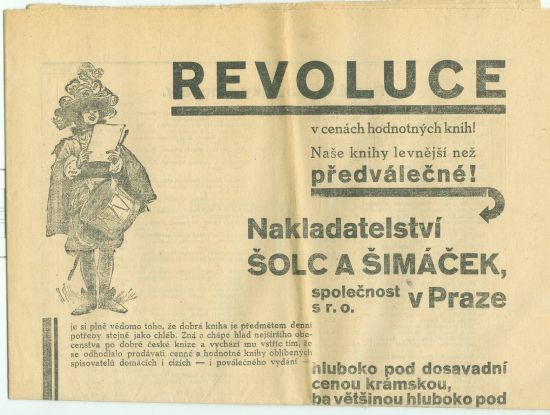 REVOLUCE
v cenách hodnotných knih!
Naše knihy levnější než
předválečné!
Nakladatelství
ŠOLC A ŠIMÁČEK,
společnost
s r. o.
v Praze
je si plně vědomo toho, že dobrá kniha je předmětem denní
potřeby stejně jako chléb. Zná a chápe hlad nejširšího obe-
censtva po dobré české knize a vychází mu vstříc tím, že
se odhodlalo prodávati cenné a hodnotné knihy oblíbených
spisovatelů domácích i cizích — i poválečného vydání —
hluboko pod dosavadní
cenou krámskou,
ba většinou hluboko pod